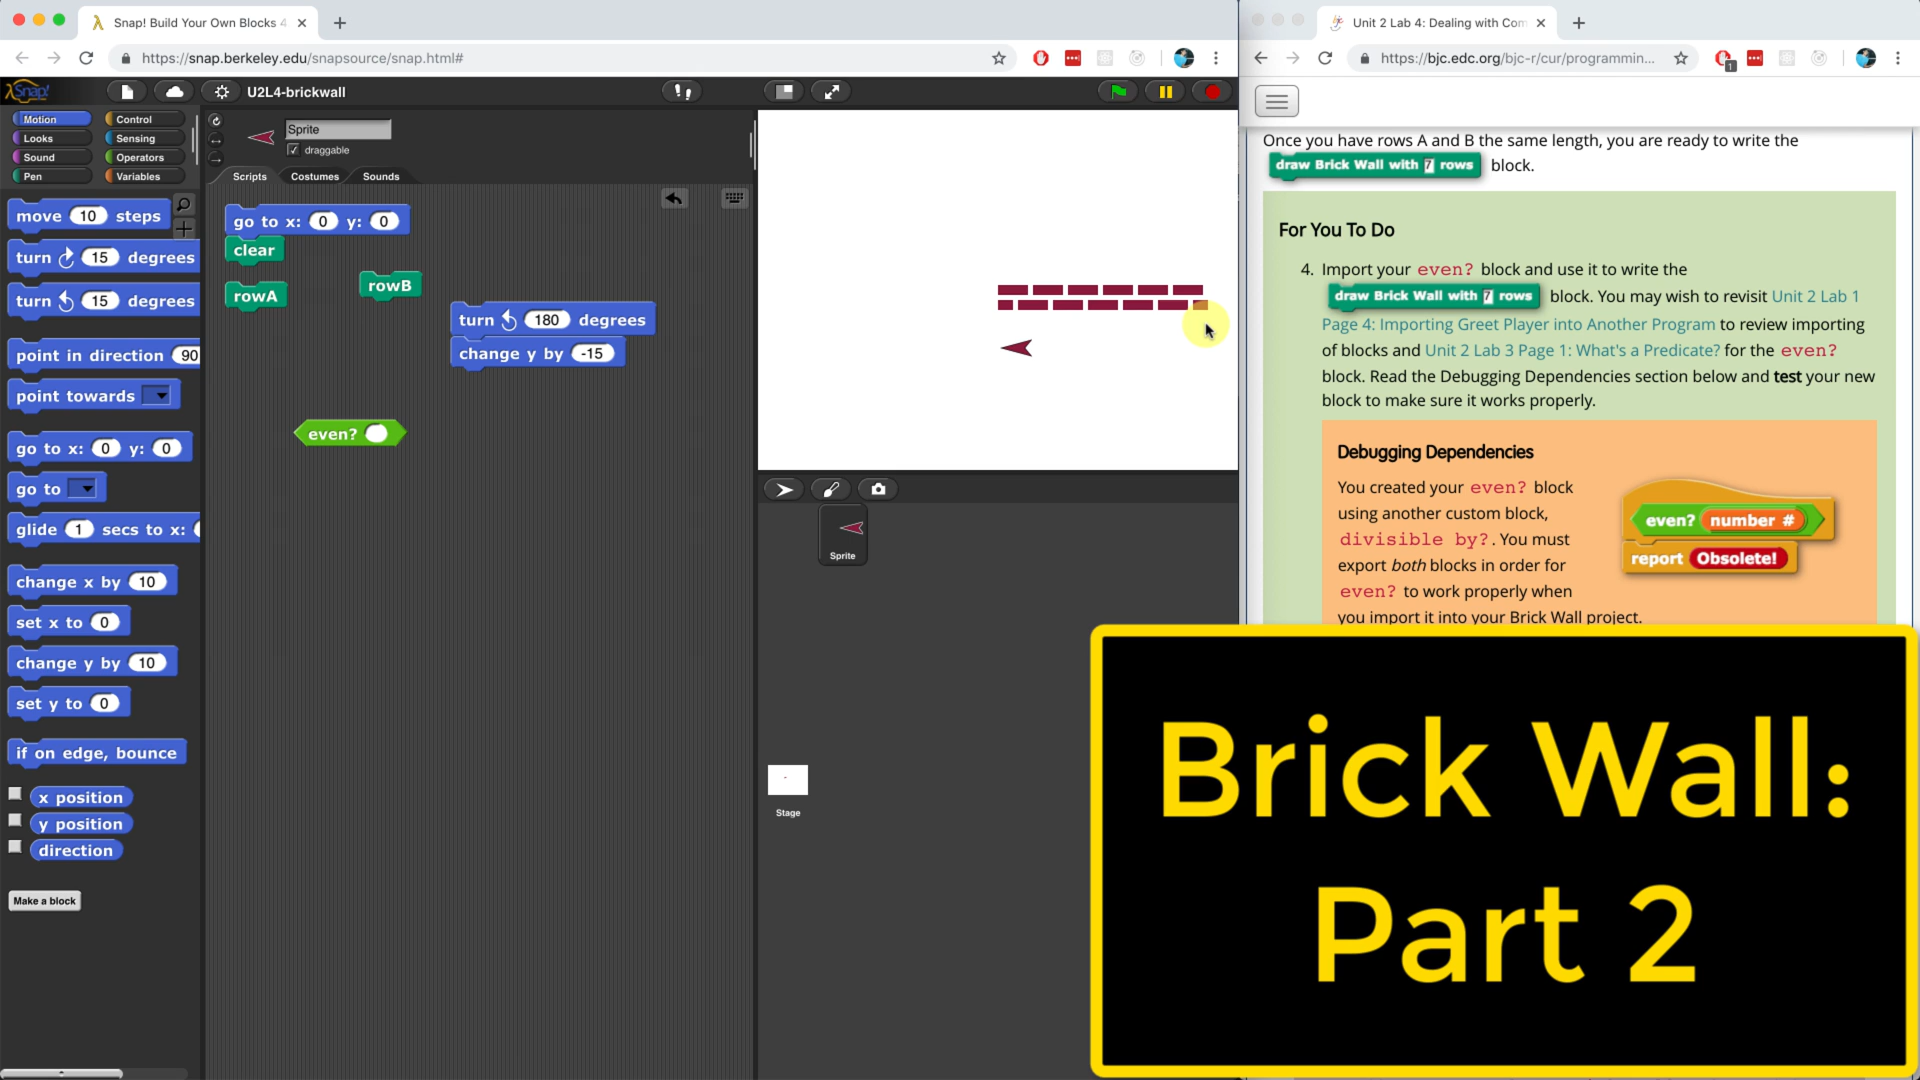 Snap! Build Your Own Blocks 4
https://snap.berkeley.edu/snapsource/snap.html#
Snap!
U2L4-brickwall
Motion
Control
Looks
Sensing
Sound
Operators
Pen
Variables
move 10 steps
turn 15 degrees
turn 15 degrees
point in direction 90
point towards
go to x: 0 y: 0
go to
glide 1 secs to x:
change x by 10
set x to 0
change y by 10
set y to 0
if on edge, bounce
x position
y position
direction
Make a block
Sprite
draggable
Scripts
Costumes
Sounds
go to x: 0 y: 0
clear
rowA
rowB
turn 180 degrees
change y by -15
even?
Sprite
Stage
Unit 2 Lab 4: Dealing with Com
https://bjc.edc.org/bjc-r/cur/programmin...
1
Once you have rows A and B the same length, you are ready to write the
draw Brick Wall with 7 rows block.
For You To Do
4. Import your even? block and use it to write the
draw Brick Wall with 7 rows block. You may wish to revisit Unit 2 Lab 1
Page 4: Importing Greet Player into Another Program to review importing
of blocks and Unit 2 Lab 3 Page 1: What's a Predicate? for the even?
block. Read the Debugging Dependencies section below and test your new
block to make sure it works properly.
Debugging Dependencies
You created your even? block
using another custom block,
divisible by?. You must
export both blocks in order for
even? to work properly when
you import it into your Brick Wall project.
even? number #
report Obsolete!
Brick Wall:
Part 2